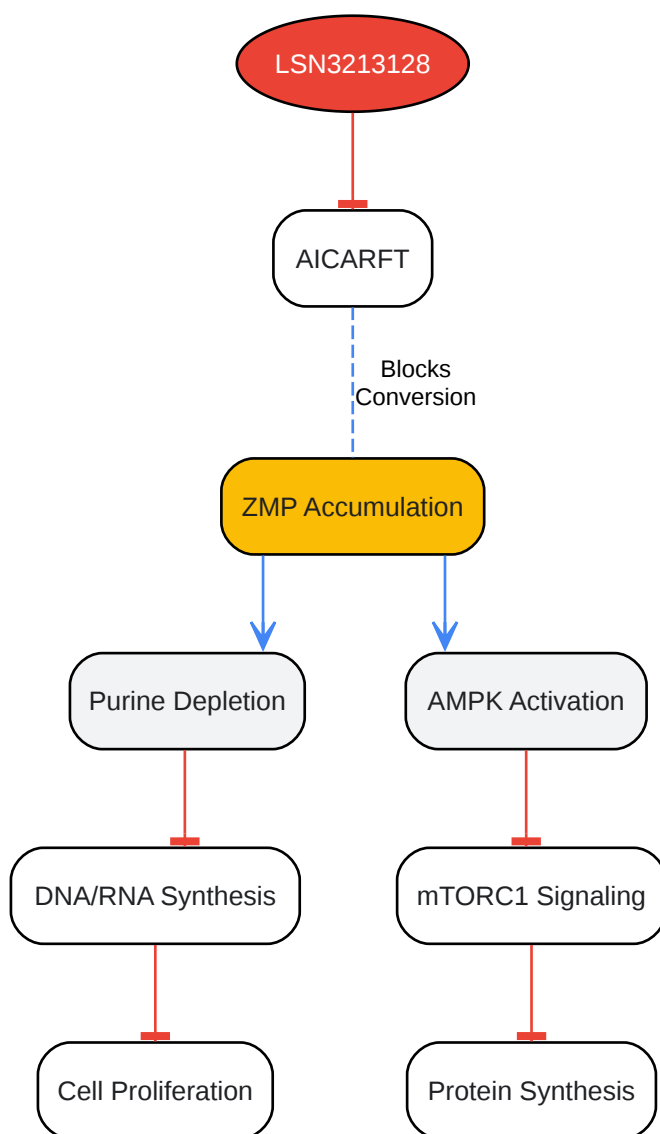 LSN3213128
AICARFT
Blocks
Conversion
ZMP Accumulation
Purine Depletion
AMPK Activation
DNA/RNA Synthesis
mTORC1 Signaling
Cell Proliferation
Protein Synthesis